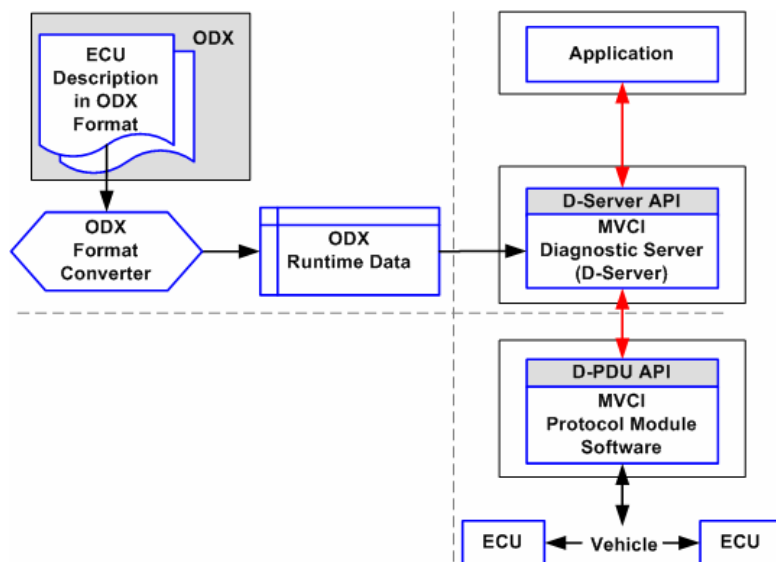 ODX
ECU
Description
in ODX
Format
Application
ODX
Format
Converter
ODX
Runtime Data
D-Server API
MVCI
Diagnostic Server
(D-Server)
D-PDU API
MVCI
Protocol Module
Software
ECU
Vehicle
ECU